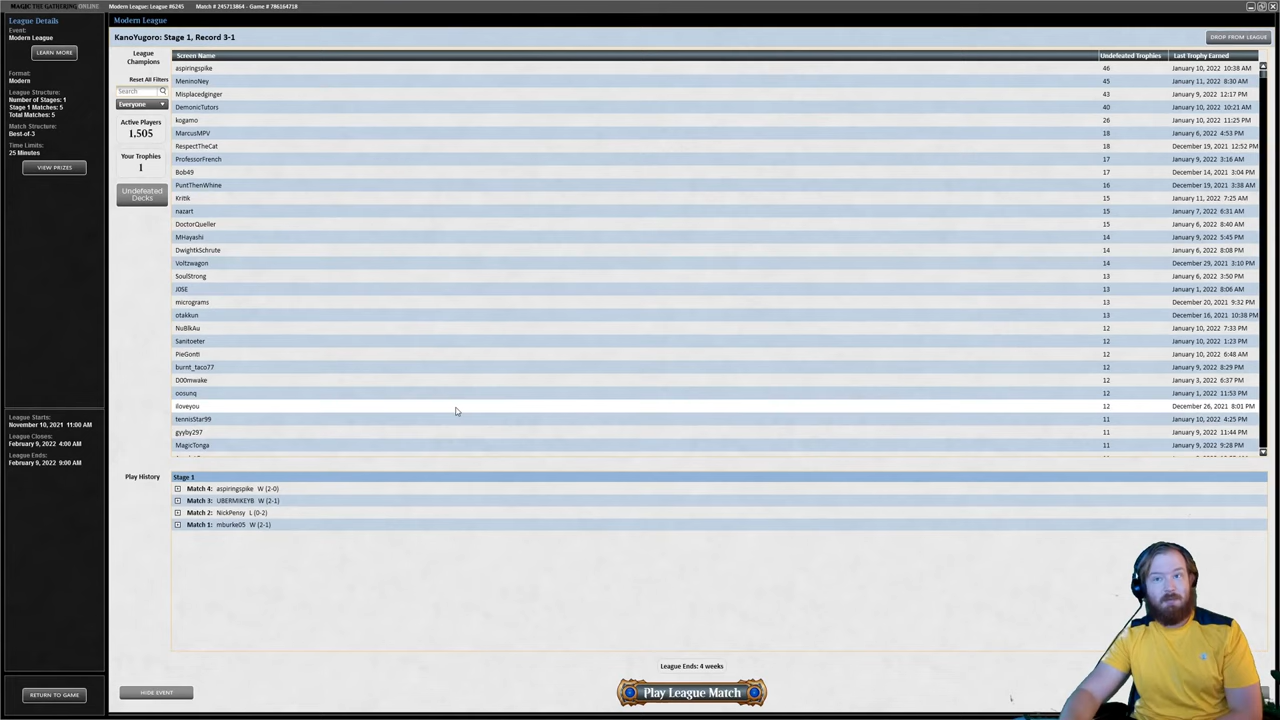 MAGIC THE GATHERING ONLINE Modern League: League #6245 Match # 245713864 - Game # 786164718
League Details
Event:
Modern League
LEARN MORE
Format:
Modern
League Structure:
Number of Stages: 1
Stage 1 Matches: 5
Total Matches: 5
Match Structure:
Best-of-3
Time Limits:
25 Minutes
VIEW PRIZES
League Starts:
November 10, 2021 11:00 AM
League Closes:
February 9, 2022 4:00 AM
League Ends:
February 9, 2022 9:00 AM
RETURN TO GAME
Modern League
KanoYugoro: Stage 1, Record 3-1
DROP FROM LEAGUE
League
Champions
Reset All Filters
Search
Everyone
Active Players
1,505
Your Trophies
1
Undefeated
Decks
Screen Name Undefeated Trophies Last Trophy Earned
aspiringspike 46 January 10, 2022 10:38 AM
MeninoNey 45 January 11, 2022 8:30 AM
Misplacedginger 43 January 9, 2022 12:17 PM
DemonicTutors 40 January 10, 2022 10:21 AM
kogamo 26 January 10, 2022 11:25 PM
MarcusMPV 18 January 6, 2022 4:53 PM
RespectTheCat 18 December 19, 2021 12:52 PM
ProfessorFrench 17 January 9, 2022 3:16 AM
Bob49 17 December 14, 2021 3:04 PM
PuntThenWhine 16 December 19, 2021 3:38 AM
Kritik 15 January 11, 2022 7:25 AM
nazart 15 January 7, 2022 6:31 AM
DoctorQueller 15 January 6, 2022 8:40 AM
MHayashi 14 January 9, 2022 5:45 PM
DwightkSchrute 14 January 6, 2022 8:08 PM
Voltzwagon 14 December 29, 2021 3:10 PM
SoulStrong 13 January 6, 2022 3:50 PM
J0SE 13 January 1, 2022 8:06 AM
micrograms 13 December 20, 2021 9:32 PM
otakkun 13 December 16, 2021 10:38 PM
NuBlkAu 12 January 10, 2022 7:33 PM
Sanitoeter 12 January 10, 2022 1:23 PM
PieGonti 12 January 10, 2022 6:48 AM
burnt_taco77 12 January 9, 2022 8:29 PM
D00mwake 12 January 3, 2022 6:37 PM
oosunq 12 January 1, 2022 11:53 PM
iloveyou 12 December 26, 2021 8:01 PM
tennisStar99 11 January 10, 2022 4:25 PM
gyyby297 11 January 9, 2022 11:44 PM
MagicTonga 11 January 9, 2022 9:28 PM
Play History
Stage 1
Match 4: aspiringspike W (2-0)
Match 3: UBERMIKEYB W (2-1)
Match 2: NickPensy L (0-2)
Match 1: mburke05 W (2-1)
League Ends: 4 weeks
HIDE EVENT
Play League Match